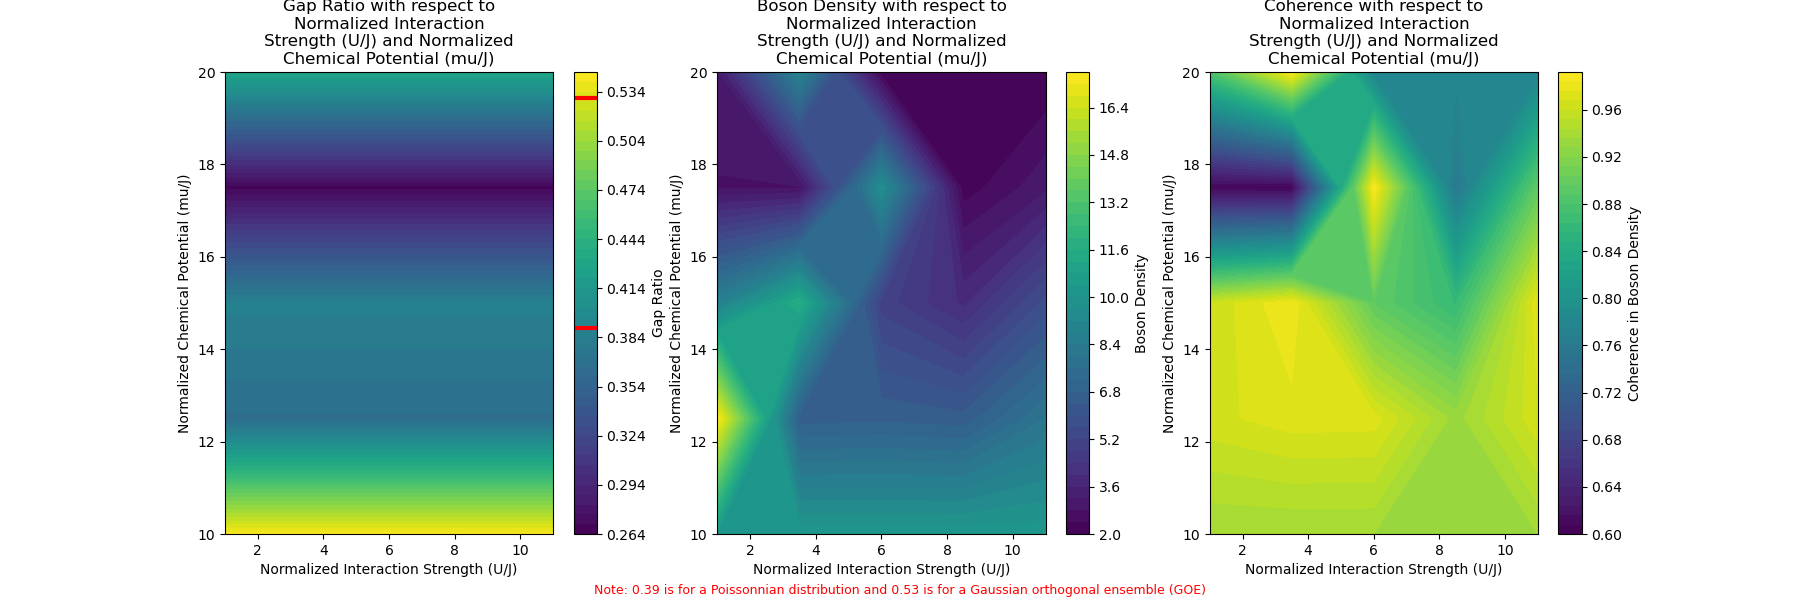 Gap Ratio with respect to
Normalized Interaction
Strength (U/J) and Normalized
Chemical Potential (mu/J)
20
18
16
14
12
10
Normalized Chemical Potential (mu/J)
2 4 6 8 10
Normalized Interaction Strength (U/J)
0.534
0.504
0.474
0.444
0.414
0.384
0.354
0.324
0.294
0.264
Gap Ratio
Boson Density with respect to
Normalized Interaction
Strength (U/J) and Normalized
Chemical Potential (mu/J)
20
18
16
14
12
10
Normalized Chemical Potential (mu/J)
2 4 6 8 10
Normalized Interaction Strength (U/J)
16.4
14.8
13.2
11.6
10.0
8.4
6.8
5.2
3.6
2.0
Boson Density
Coherence with respect to
Normalized Interaction
Strength (U/J) and Normalized
Chemical Potential (mu/J)
20
18
16
14
12
10
Normalized Chemical Potential (mu/J)
2 4 6 8 10
Normalized Interaction Strength (U/J)
0.96
0.92
0.88
0.84
0.80
0.76
0.72
0.68
0.64
0.60
Coherence in Boson Density
Note: 0.39 is for a Poissonnian distribution and 0.53 is for a Gaussian orthogonal ensemble (GOE)